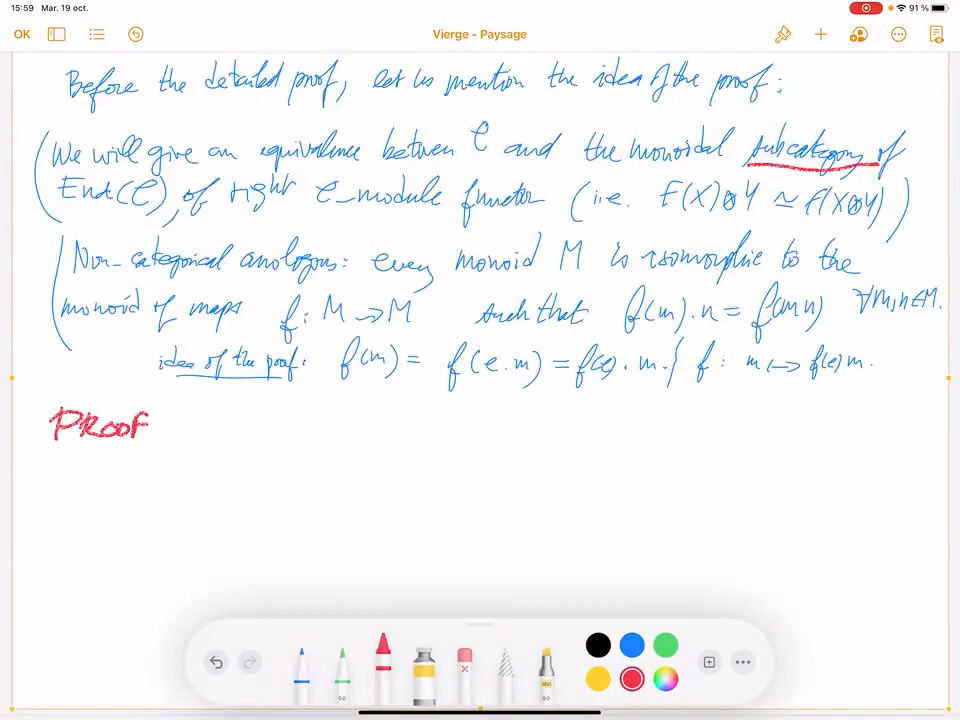 15:59 Mar. 19 oct.
91 %
OK
Vierge - Paysage
Before the detailed proof, let us mention the idea of the proof:
(We will give an equivalence between C and the monoidal subcategory of
End(C), of right C-module functor (i.e. F(X)⊗Y ≃ F(X⊗Y))
Non-categorical analogous: every monoid M is isomorphic to the
monoid of maps f: M → M such that f(m).n = f(mn) ∀m,n∈M.
idea of the proof: f(m) = f(e.m) = f(e).m. } f: m ↦ f(e)m.
PROOF
50
abc
80